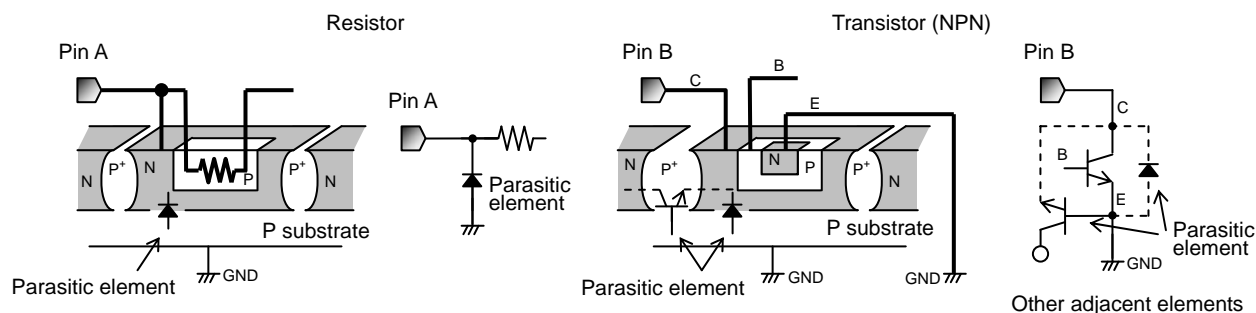 Resistor
Transistor (NPN)
Pin A
Pin B
Pin B
B
C
E
C
Pin A
B
N
P+
N
P
P+
N
N
P+
N
P
P+
N
Parasitic
element
E
P substrate
P substrate
Parasitic
element
GND
GND
GND
GND
Parasitic element
Parasitic element
Other adjacent elements